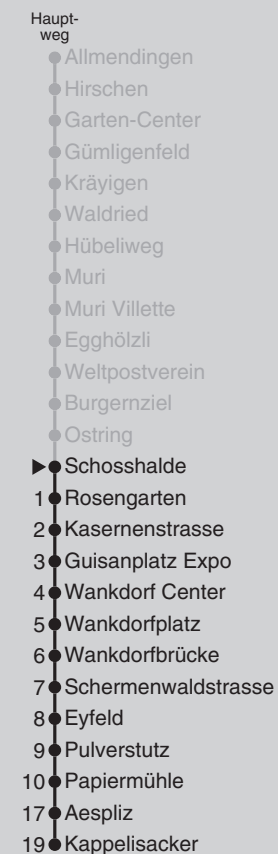 Haupt-
weg
Allmendingen
Hirschen
Garten-Center
Gümligenfeld
Kräyigen
Waldried
Hübeliweg
Muri
Muri Villette
Egghölzli
Weltpostverein
Burgernziel
Ostring
Schosshalde
1 Rosengarten
2 Kasernenstrasse
3 Guisanplatz Expo
4 Wankdorf Center
5 Wankdorfplatz
6 Wankdorfbrücke
7 Schermenwaldstrasse
8 Eyfeld
9 Pulverstutz
10 Papiermühle
17 Aespliz
19 Kappelisacker